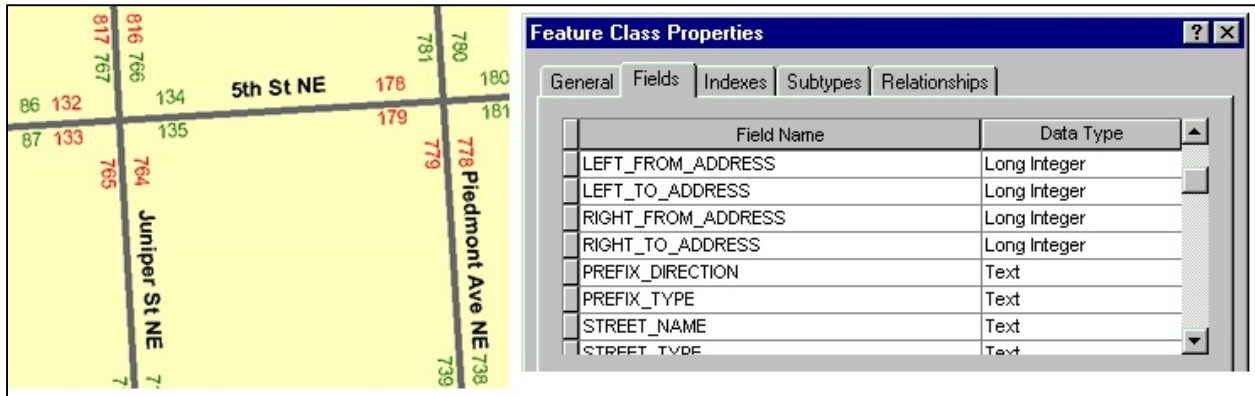 817 816 781 780
767 766
86 132 134 5th St NE 178 180
87 133 135 179 181
765 764 779 778
Juniper St NE
Piedmont Ave NE
739 738
Feature Class Properties
General Fields Indexes Subtypes Relationships
Field Name Data Type
LEFT_FROM_ADDRESS Long Integer
LEFT_TO_ADDRESS Long Integer
RIGHT_FROM_ADDRESS Long Integer
RIGHT_TO_ADDRESS Long Integer
PREFIX_DIRECTION Text
PREFIX_TYPE Text
STREET_NAME Text
STREET_TYPE Text